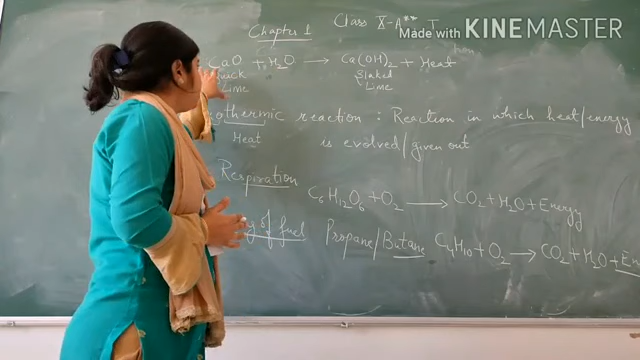 Chapter 1 Class X-A**
Made with KINEMASTER
CaO + H2O → Ca(OH)2 + Heat
Quick Slaked
Lime Lime
othermic reaction : Reaction in which heat/energy
Heat is evolved/given out
Respiration C6H12O6 + O2 → CO2 + H2O + Energy
of fuel Propane/Butane C4H10 + O2 → CO2 + H2O + En